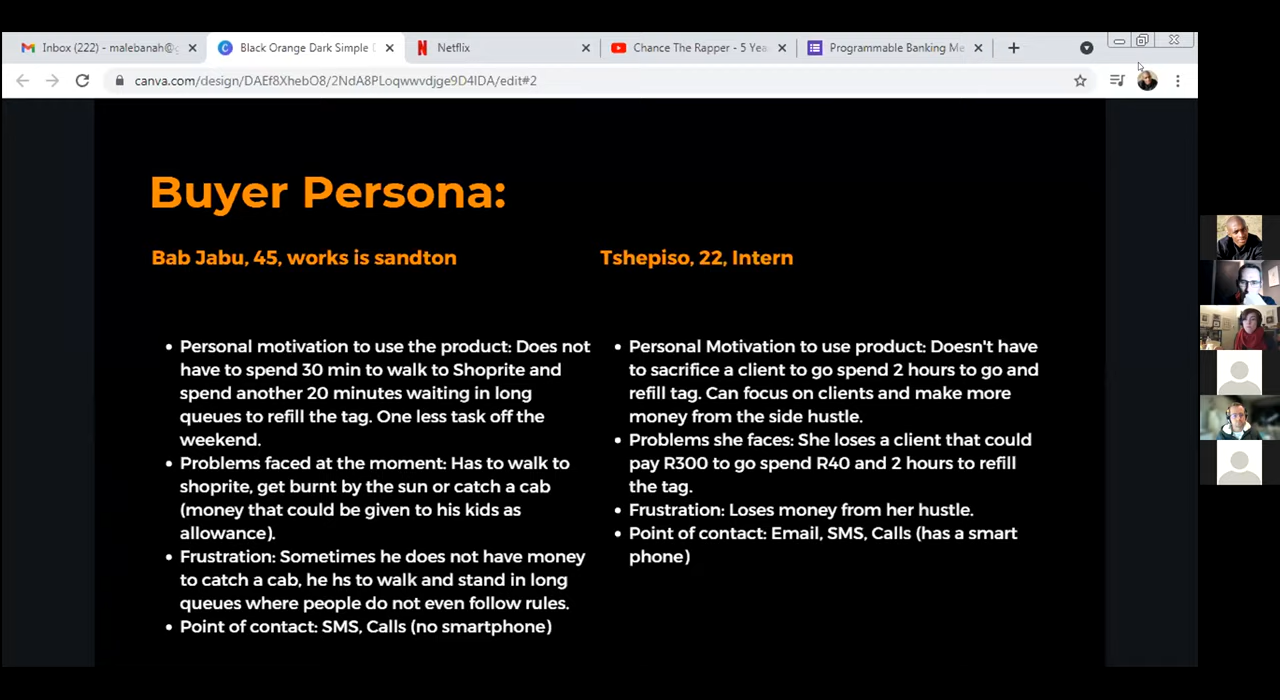 Inbox (222) - malebanah@g
Black Orange Dark Simple
Netflix
Chance The Rapper - 5 Yea
Programmable Banking Me
canva.com/design/DAEf8XhebO8/2NdA8PLoqwwvdjge9D4IDA/edit#2
Buyer Persona:
Bab Jabu, 45, works is sandton
Personal motivation to use the product: Does not
have to spend 30 min to walk to Shoprite and
spend another 20 minutes waiting in long
queues to refill the tag. One less task off the
weekend.
Problems faced at the moment: Has to walk to
shoprite, get burnt by the sun or catch a cab
(money that could be given to his kids as
allowance).
Frustration: Sometimes he does not have money
to catch a cab, he hs to walk and stand in long
queues where people do not even follow rules.
Point of contact: SMS, Calls (no smartphone)
Tshepiso, 22, Intern
Personal Motivation to use product: Doesn't have
to sacrifice a client to go spend 2 hours to go and
refill tag. Can focus on clients and make more
money from the side hustle.
Problems she faces: She loses a client that could
pay R300 to go spend R40 and 2 hours to refill
the tag.
Frustration: Loses money from her hustle.
Point of contact: Email, SMS, Calls (has a smart
phone)